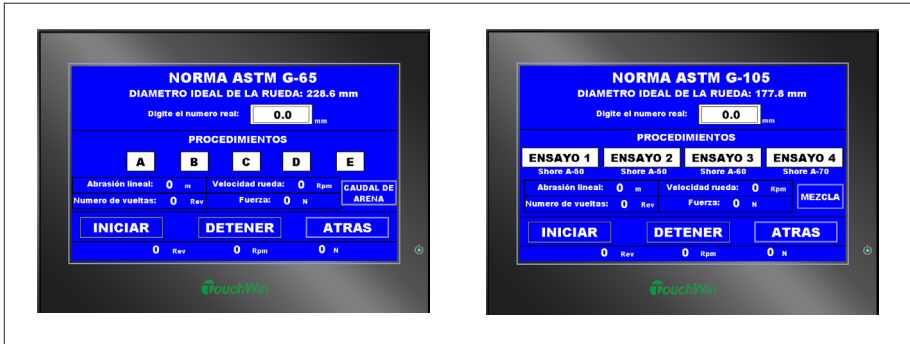 NORMA ASTM G-65
DIAMETRO IDEAL DE LA RUEDA: 228.6 mm
Digite el numero real: 0.0 mm
PROCEDIMIENTOS
A B C D E
Abrasión lineal: 0 m Velocidad rueda: 0 Rpm CAUDAL DE ARENA
Numero de vueltas: 0 Rev Fuerza: 0 N
INICIAR DETENER ATRAS
0 Rev 0 Rpm 0 N
TouchWin
NORMA ASTM G-105
DIAMETRO IDEAL DE LA RUEDA: 177.8 mm
Digite el numero real: 0.0 mm
PROCEDIMIENTOS
ENSAYO 1 ENSAYO 2 ENSAYO 3 ENSAYO 4
Shore A-50 Shore A-50 Shore A-60 Shore A-70
Abrasión lineal: 0 m Velocidad rueda: 0 Rpm MEZCLA
Numero de vueltas: 0 Rev Fuerza: 0 N
INICIAR DETENER ATRAS
0 Rev 0 Rpm 0 N
TouchWin